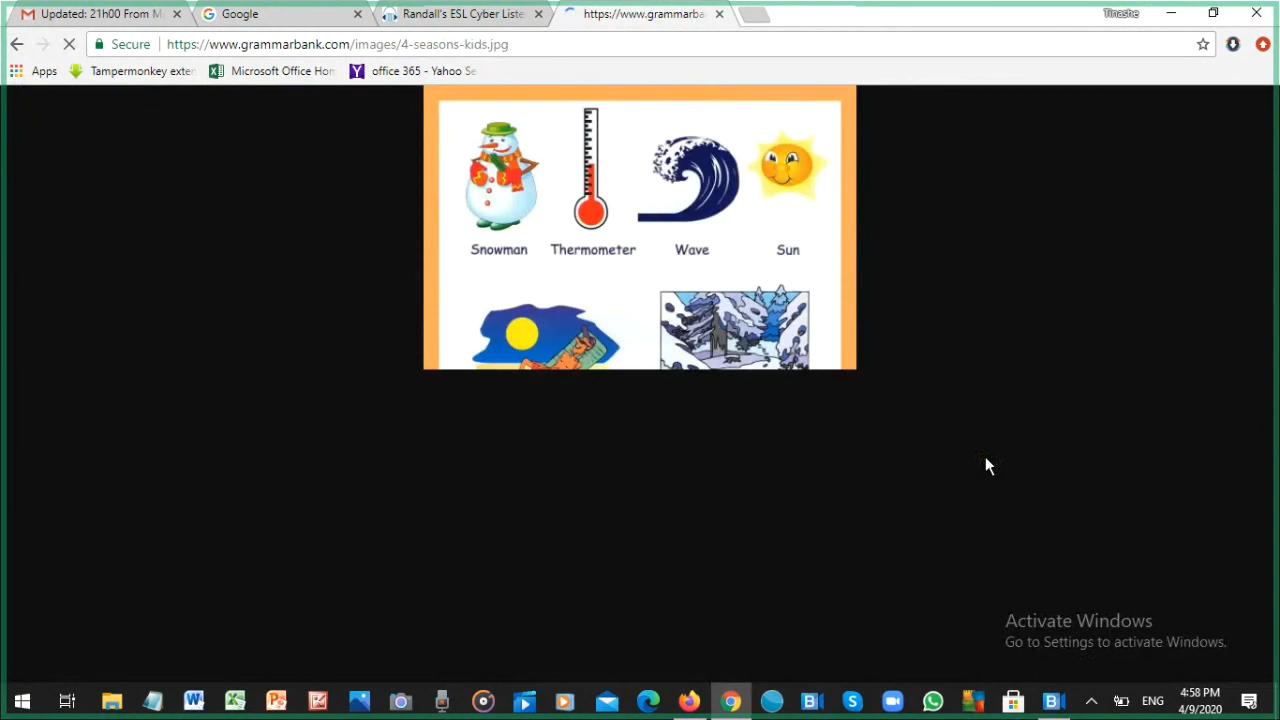 Updated: 21h00 From M
Google
Randall's ESL Cyber Liste
https://www.grammarba
Tinashe
Secure
https://www.grammarbank.com/images/4-seasons-kids.jpg
Apps
Tampermonkey exter
Microsoft Office Hom
office 365 - Yahoo Se
Snowman Thermometer Wave Sun
Activate Windows
Go to Settings to activate Windows.
ENG
4:58 PM
4/9/2020